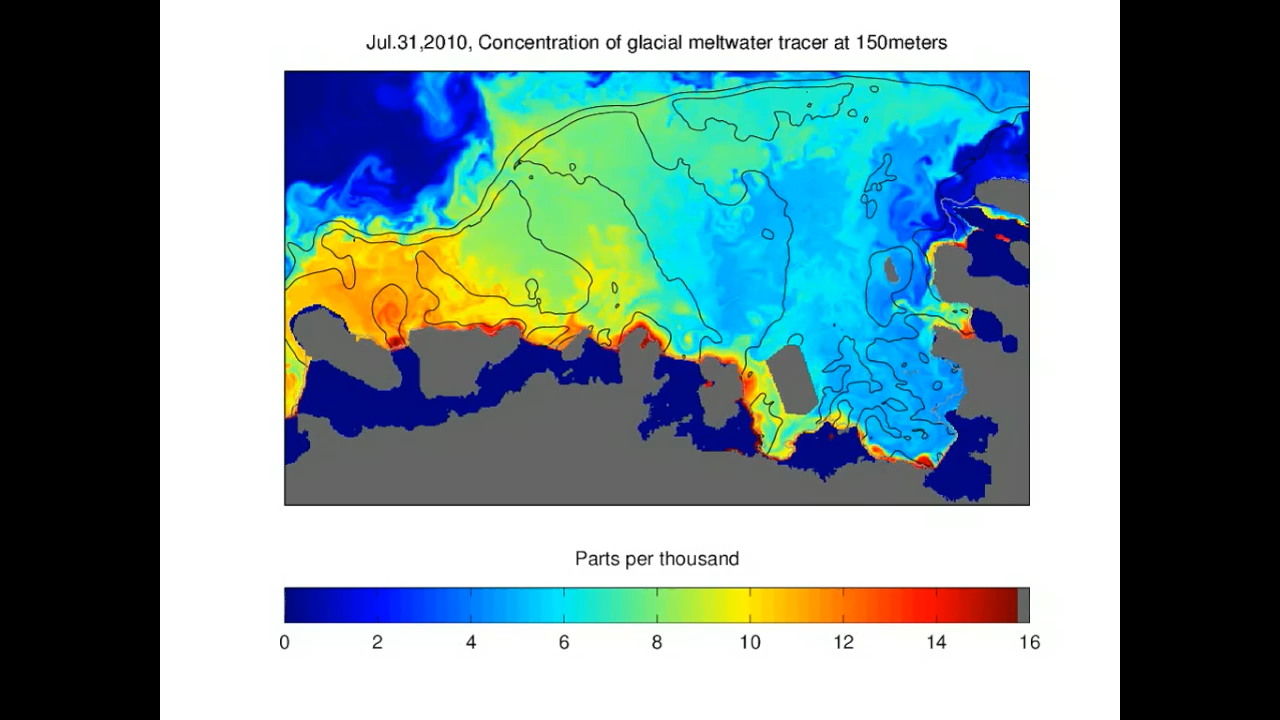 Jul.31,2010, Concentration of glacial meltwater tracer at 150meters
Parts per thousand
0 2 4 6 8 10 12 14 16